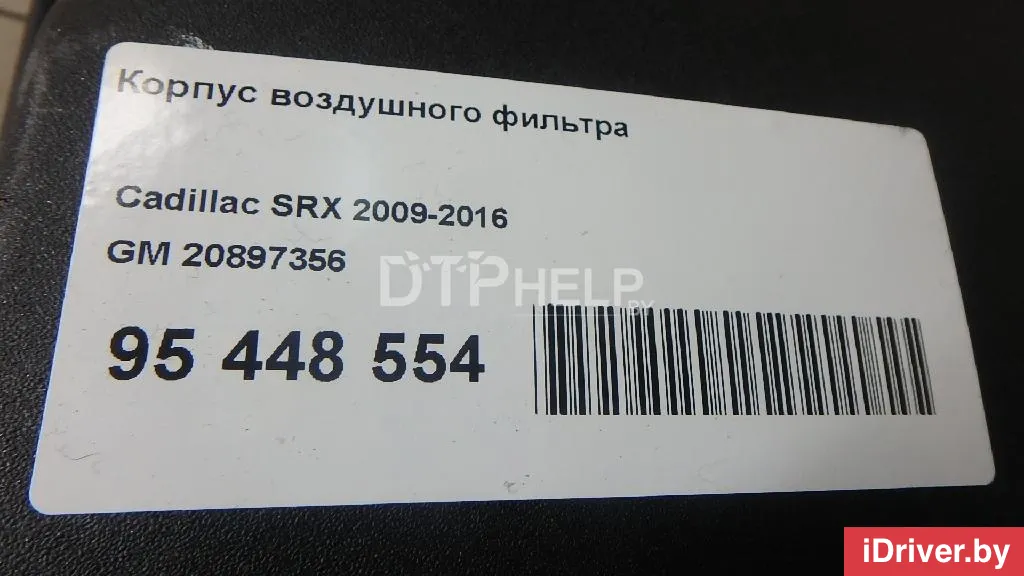 Корпус воздушного фильтра
Cadillac SRX 2009-2016
GM 20897356
DTPHELP.BY
95 448 554
iDriver.by